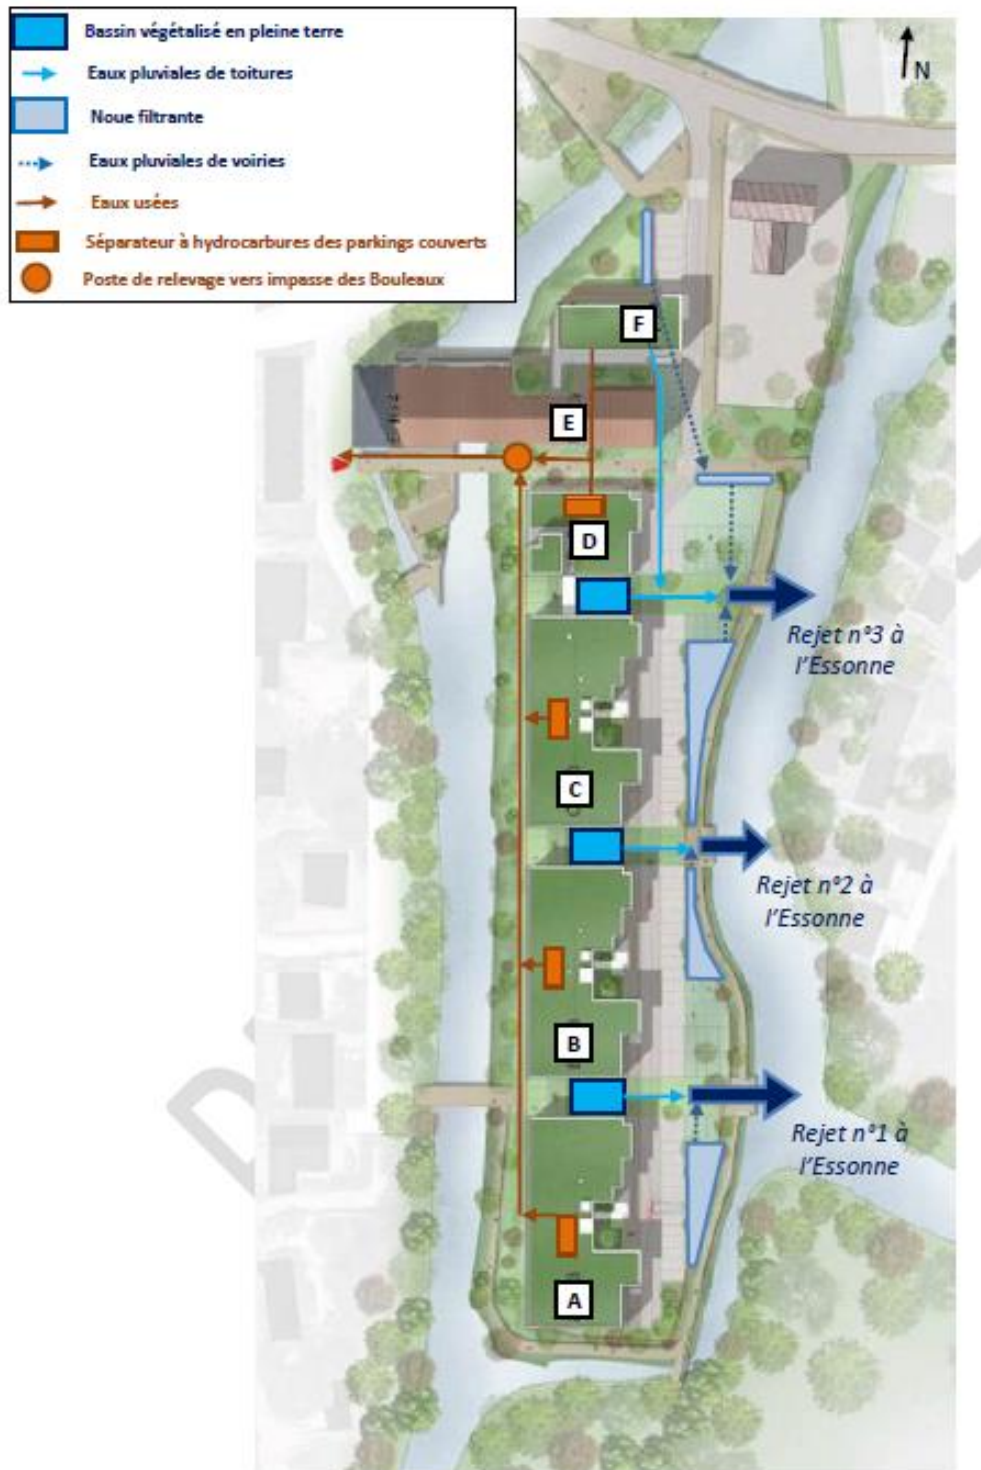 Bassin végétalisé en pleine terre
Eaux pluviales de toitures
Noue filtrante
Eaux pluviales de voiries
Eaux usées
Séparateur à hydrocarbures des parkings couverts
Poste de relevage vers impasse des Bouleaux
N
F
E
D
Rejet n°3 à
l'Essonne
C
Rejet n°2 à
l'Essonne
B
Rejet n°1 à
l'Essonne
A